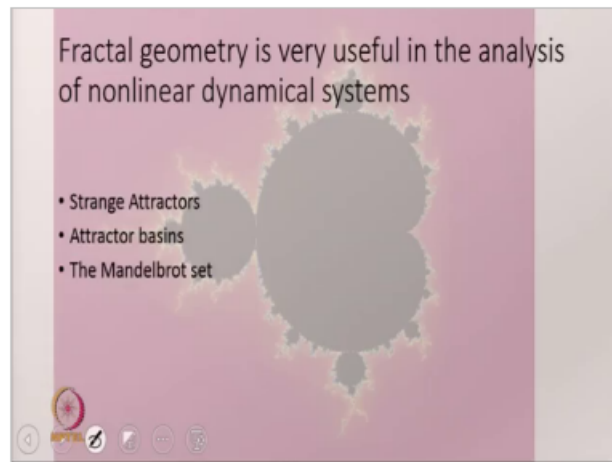 Fractal geometry is very useful in the analysis
of nonlinear dynamical systems
• Strange Attractors
• Attractor basins
• The Mandelbrot set
NPTEL